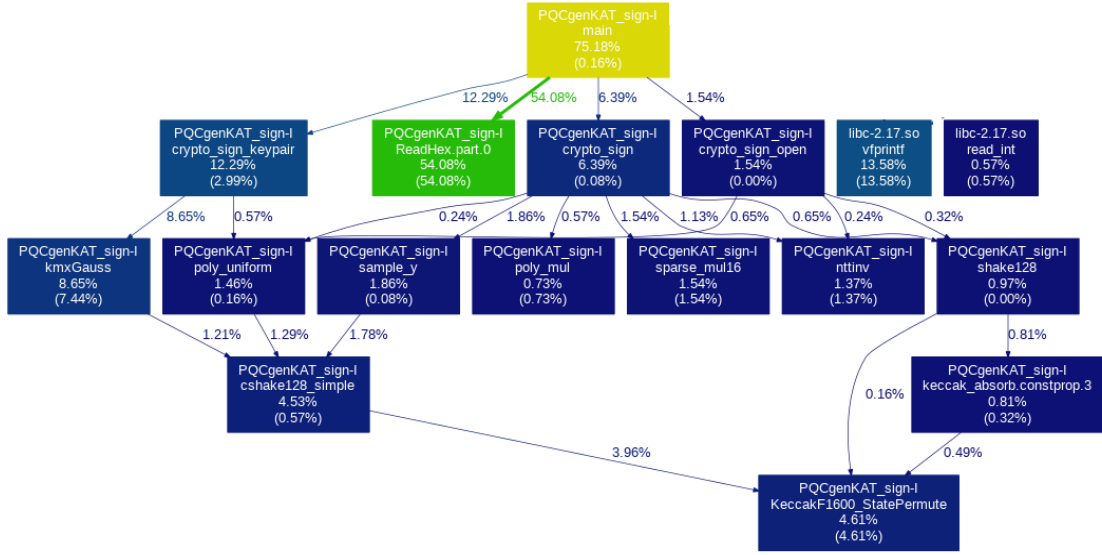 PQCgenKAT_sign-I
main
75.18%
(0.16%)
12.29%
54.08%
6.39%
1.54%
PQCgenKAT_sign-I
crypto_sign_keypair
12.29%
(2.99%)
PQCgenKAT_sign-I
ReadHex.part.0
54.08%
(54.08%)
PQCgenKAT_sign-I
crypto_sign
6.39%
(0.08%)
PQCgenKAT_sign-I
crypto_sign_open
1.54%
(0.00%)
libc-2.17.so
vfprintf
13.58%
(13.58%)
libc-2.17.so
read_int
0.57%
(0.57%)
8.65%
0.57%
0.24%
1.86%
0.57%
1.54%
1.13%
0.65%
0.65%
0.24%
0.32%
PQCgenKAT_sign-I
kmxGauss
8.65%
(7.44%)
PQCgenKAT_sign-I
poly_uniform
1.46%
(0.16%)
PQCgenKAT_sign-I
sample_y
1.86%
(0.08%)
PQCgenKAT_sign-I
poly_mul
0.73%
(0.73%)
PQCgenKAT_sign-I
sparse_mul16
1.54%
(1.54%)
PQCgenKAT_sign-I
nttinv
1.37%
(1.37%)
PQCgenKAT_sign-I
shake128
0.97%
(0.00%)
1.21%
1.29%
1.78%
0.81%
PQCgenKAT_sign-I
cshake128_simple
4.53%
(0.57%)
0.16%
PQCgenKAT_sign-I
keccak_absorb.constprop.3
0.81%
(0.32%)
3.96%
0.49%
PQCgenKAT_sign-I
KeccakF1600_StatePermute
4.61%
(4.61%)